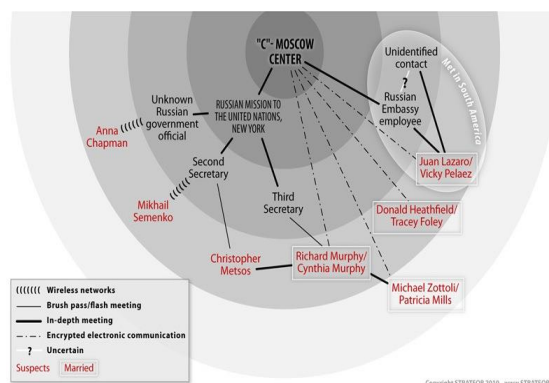 "C"- MOSCOW
CENTER
Unidentified
contact
Met in South America
?
Russian
Embassy
employee
Unknown
Russian
government
official
RUSSIAN MISSION TO
THE UNITED NATIONS,
NEW YORK
Anna
Chapman
Second
Secretary
Juan Lazaro/
Vicky Pelaez
Mikhail
Semenko
Third
Secretary
Donald Heathfield/
Tracey Foley
Christopher
Metsos
Richard Murphy/
Cynthia Murphy
Michael Zottoli/
Patricia Mills
Wireless networks
Brush pass/flash meeting
In-depth meeting
Encrypted electronic communication
? Uncertain
Suspects Married
Copyright STRATFOR 2010